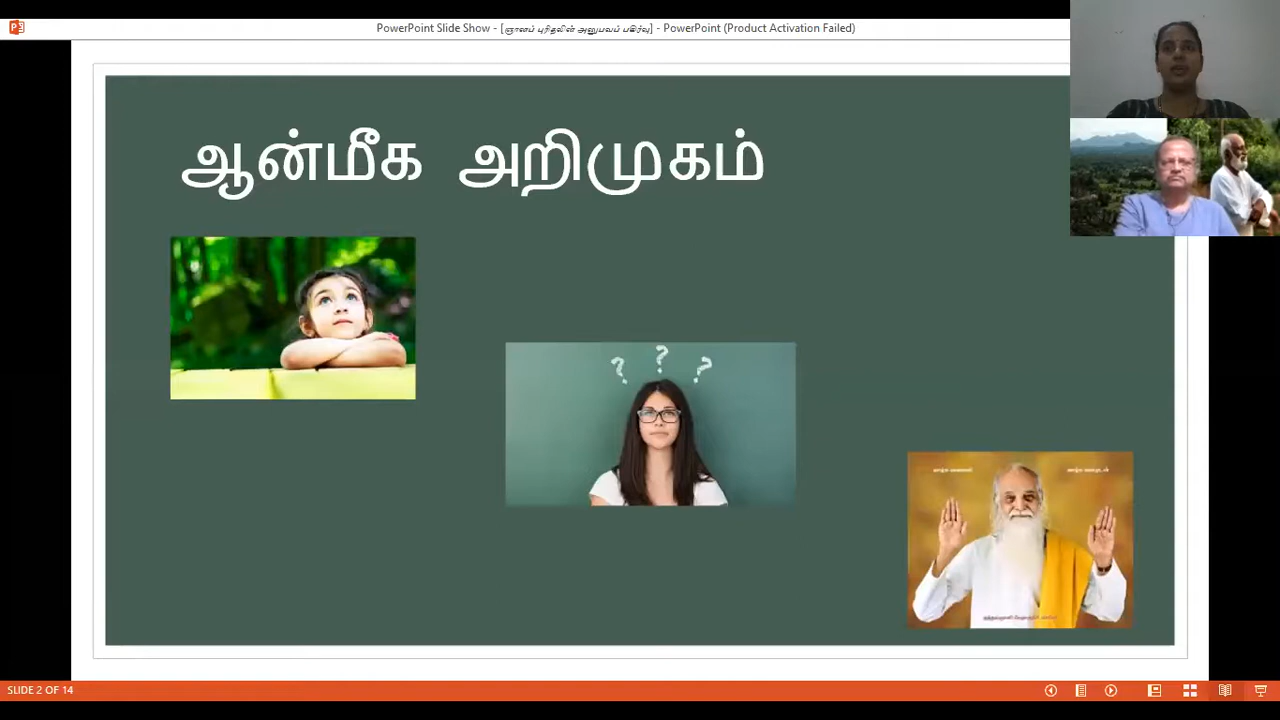 PowerPoint Slide Show - [ஞானப் புரிதலின் அனுபவப் பகிர்வு] - PowerPoint (Product Activation Failed)
ஆன்மீக அறிமுகம்
? ? ?
SLIDE 2 OF 14